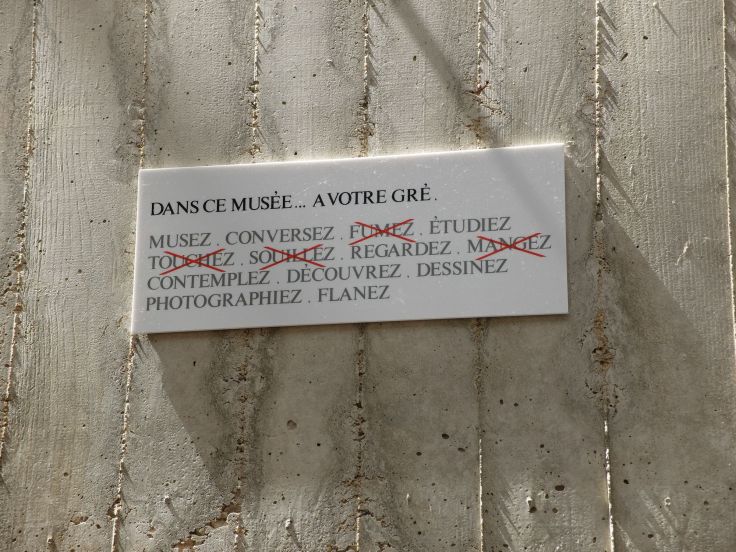 DANS CE MUSÉE... A VOTRE GRÉ.
MUSEZ . CONVERSEZ . FUMEZ . ÉTUDIEZ
TOUCHEZ . SOUILLEZ . REGARDEZ . MANGEZ
CONTEMPLEZ . DÉCOUVREZ . DESSINEZ
PHOTOGRAPHIEZ . FLANEZ